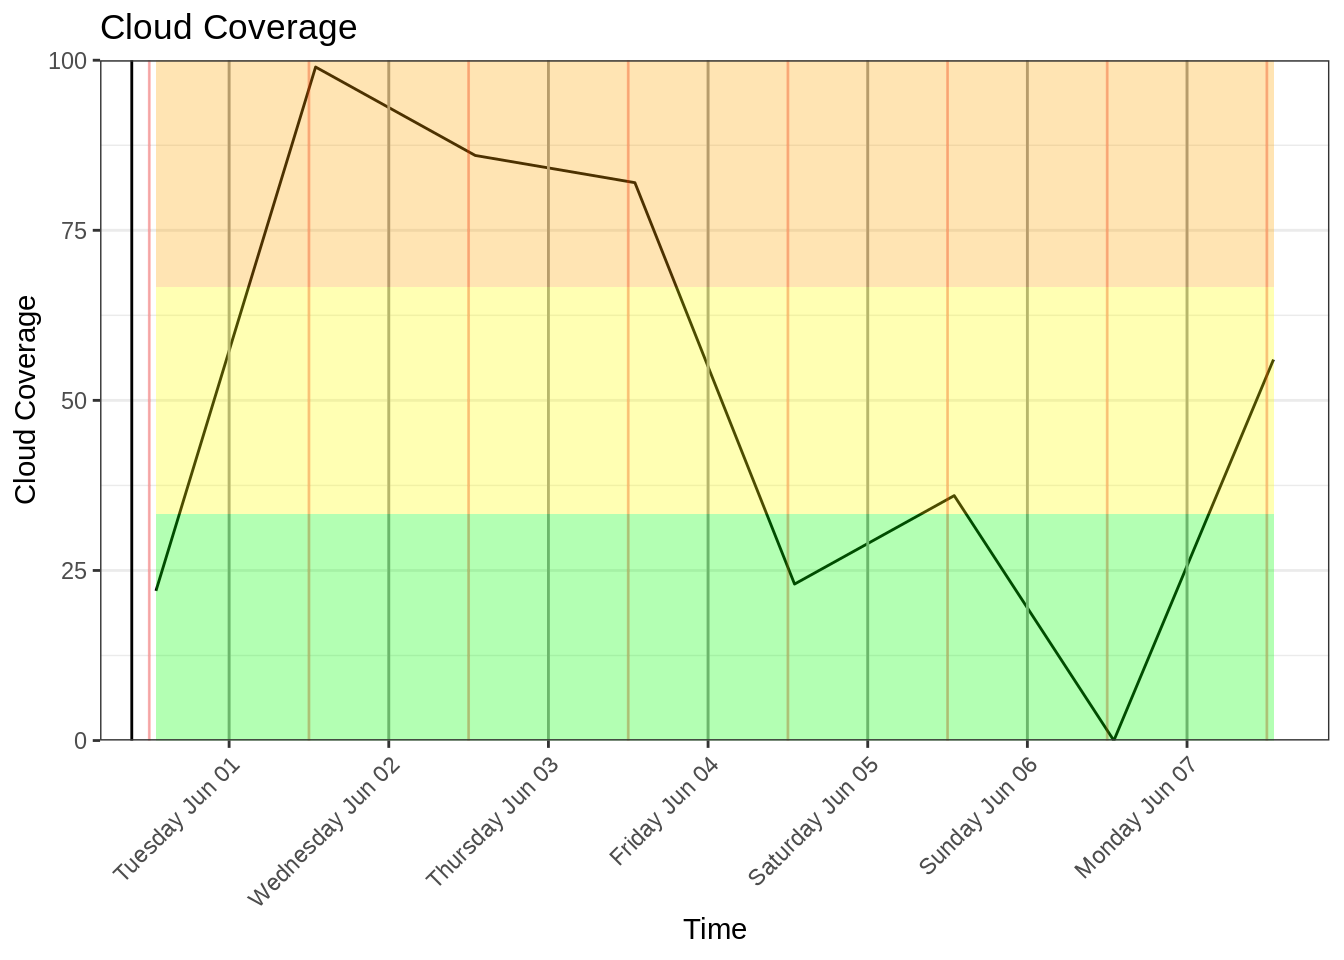 Cloud Coverage
Cloud Coverage
100
75
50
25
0
Tuesday Jun 01
Wednesday Jun 02
Thursday Jun 03
Friday Jun 04
Saturday Jun 05
Sunday Jun 06
Monday Jun 07
Time